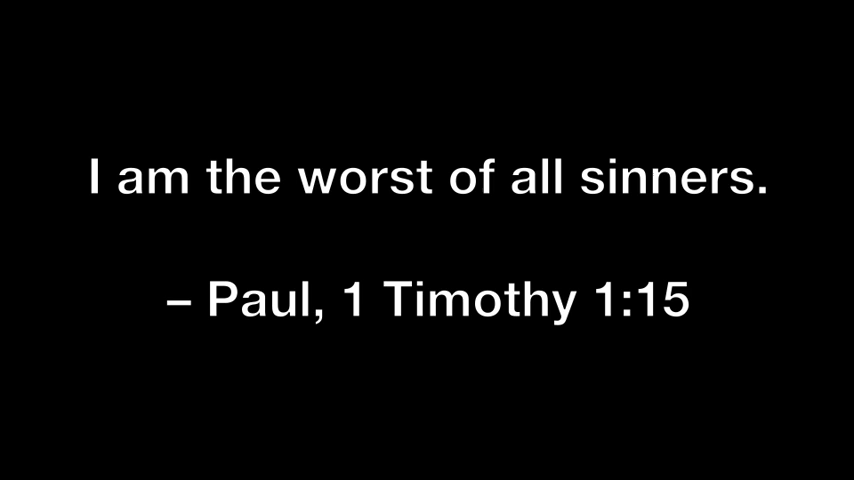 I am the worst of all sinners.
– Paul, 1 Timothy 1:15